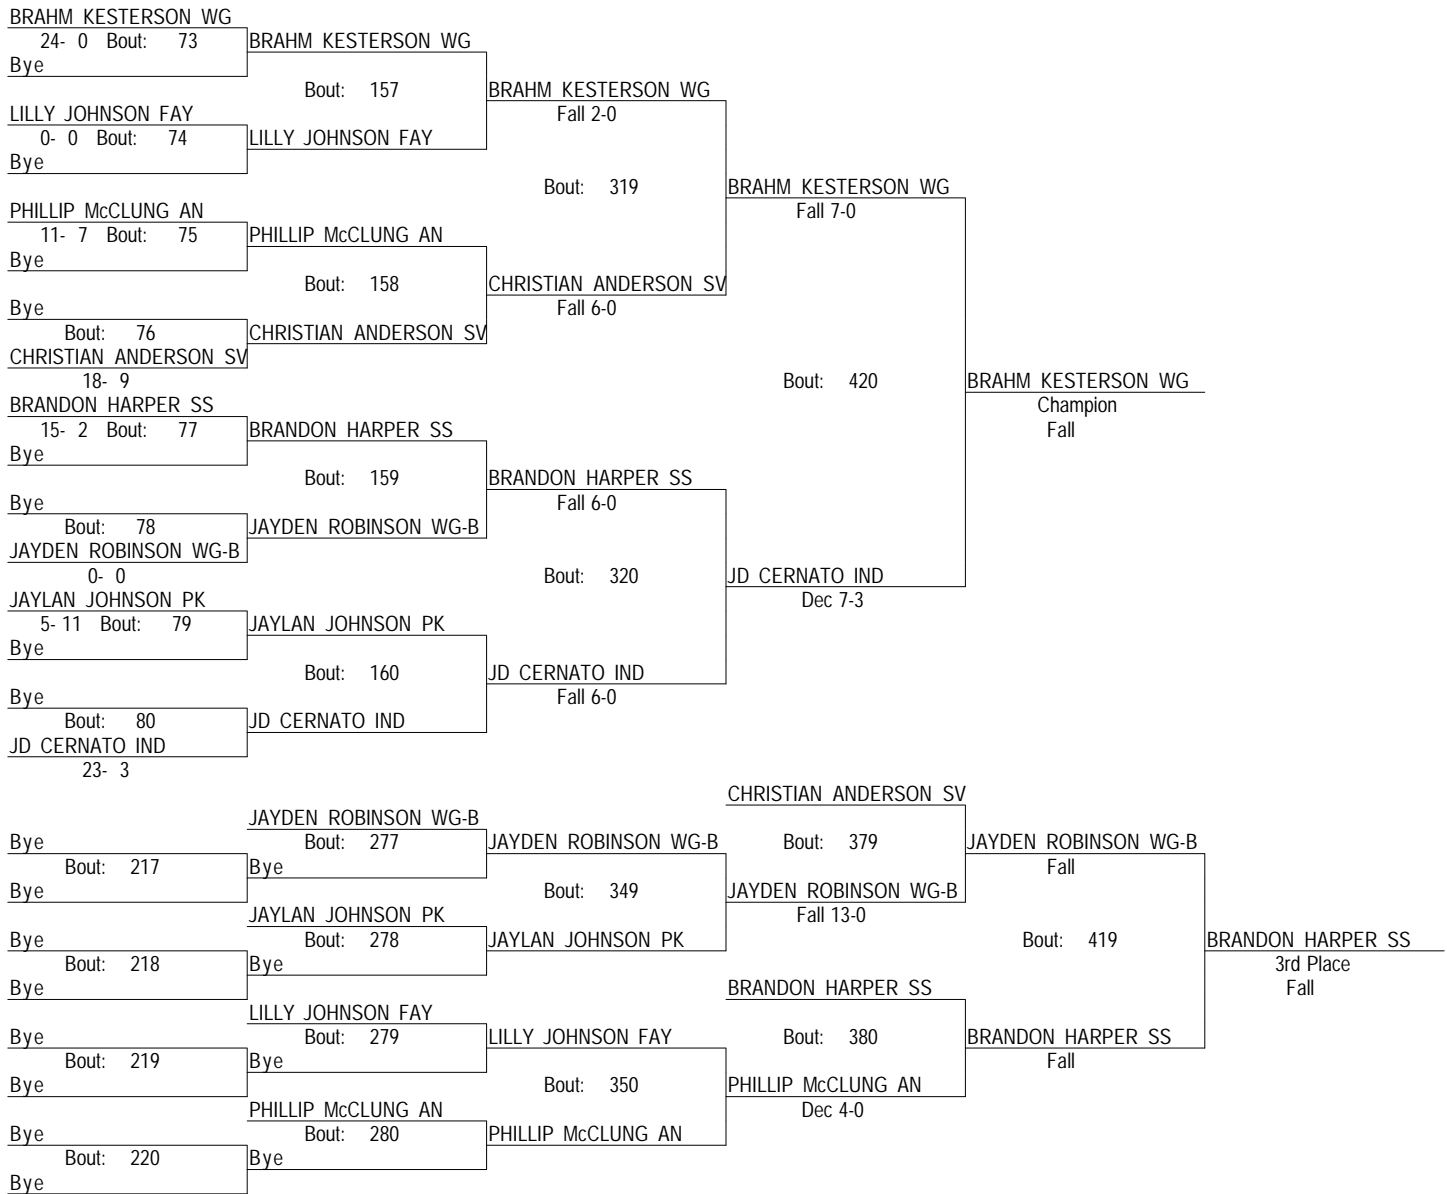 BRAHM KESTERSON WG
24- 0 Bout: 73
BRAHM KESTERSON WG
Bye
Bout: 157
BRAHM KESTERSON WG
LILLY JOHNSON FAY
Fall 2-0
0- 0 Bout: 74
LILLY JOHNSON FAY
Bye
Bout: 319
BRAHM KESTERSON WG
PHILLIP McCLUNG AN
Fall 7-0
11- 7 Bout: 75
PHILLIP McCLUNG AN
Bye
Bout: 158
CHRISTIAN ANDERSON SV
Bye
Fall 6-0
Bout: 76
CHRISTIAN ANDERSON SV
CHRISTIAN ANDERSON SV
18- 9
Bout: 420
BRAHM KESTERSON WG
BRANDON HARPER SS
Champion
15- 2 Bout: 77
BRANDON HARPER SS
Fall
Bye
Bout: 159
BRANDON HARPER SS
Bye
Fall 6-0
Bout: 78
JAYDEN ROBINSON WG-B
JAYDEN ROBINSON WG-B
0- 0
Bout: 320
JD CERNATO IND
JAYLAN JOHNSON PK
Dec 7-3
5- 11 Bout: 79
JAYLAN JOHNSON PK
Bye
Bout: 160
JD CERNATO IND
Bye
Fall 6-0
Bout: 80
JD CERNATO IND
JD CERNATO IND
23- 3
CHRISTIAN ANDERSON SV
JAYDEN ROBINSON WG-B
Bye
Bout: 277
JAYDEN ROBINSON WG-B
Bout: 379
JAYDEN ROBINSON WG-B
Bout: 217
Bye
Fall
Bye
Bout: 349
JAYDEN ROBINSON WG-B
JAYLAN JOHNSON PK
Fall 13-0
Bye
Bout: 278
JAYLAN JOHNSON PK
Bout: 419
BRANDON HARPER SS
Bout: 218
Bye
3rd Place
Bye
BRANDON HARPER SS
Fall
LILLY JOHNSON FAY
Bye
Bout: 279
LILLY JOHNSON FAY
Bout: 380
BRANDON HARPER SS
Bout: 219
Bye
Fall
Bye
Bout: 350
PHILLIP McCLUNG AN
PHILLIP McCLUNG AN
Dec 4-0
Bye
Bout: 280
PHILLIP McCLUNG AN
Bout: 220
Bye
Bye